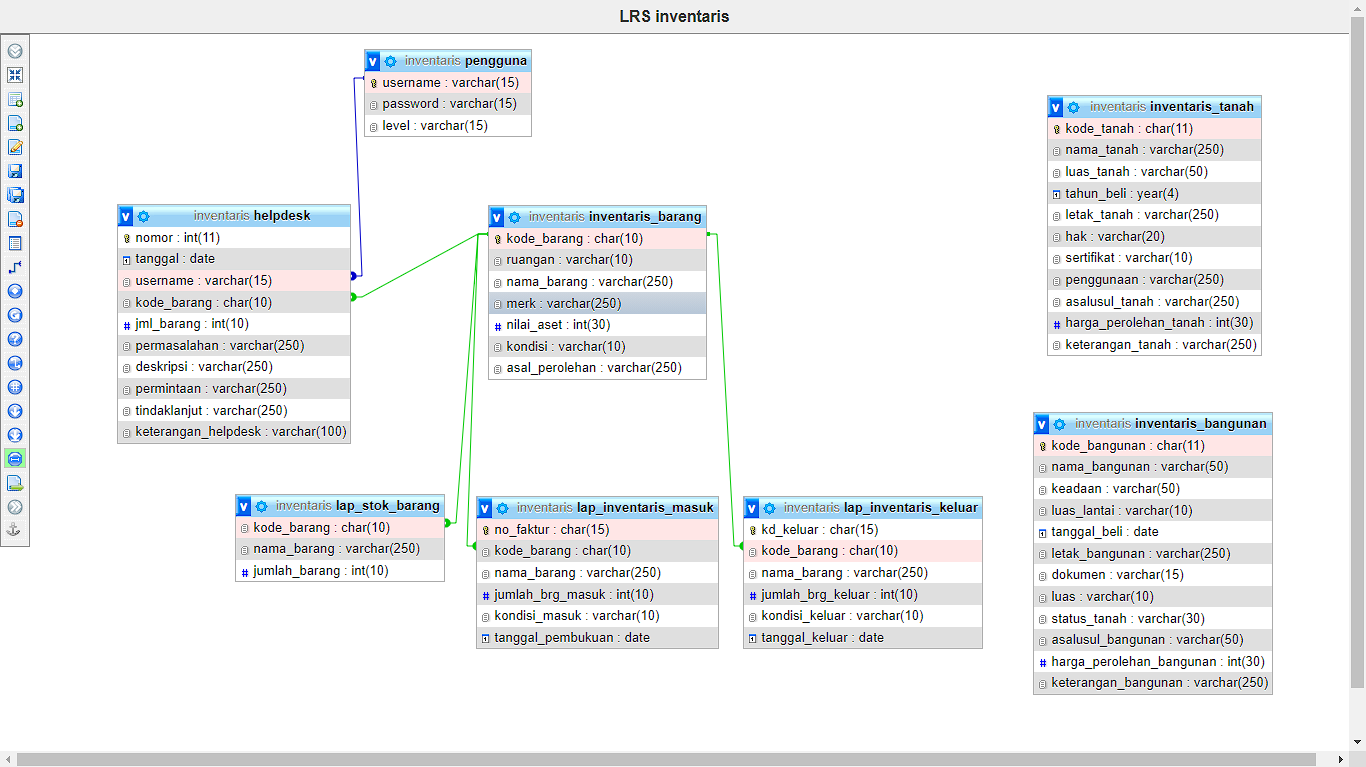 LRS inventaris
inventaris pengguna
username : varchar(15)
password : varchar(15)
level : varchar(15)
inventaris inventaris_tanah
kode_tanah : char(11)
nama_tanah : varchar(250)
luas_tanah : varchar(50)
tahun_beli : year(4)
letak_tanah : varchar(250)
hak : varchar(20)
sertifikat : varchar(10)
penggunaan : varchar(250)
asalusul_tanah : varchar(250)
harga_perolehan_tanah : int(30)
keterangan_tanah : varchar(250)
inventaris helpdesk
nomor : int(11)
tanggal : date
username : varchar(15)
kode_barang : char(10)
jml_barang : int(10)
permasalahan : varchar(250)
deskripsi : varchar(250)
permintaan : varchar(250)
tindaklanjut : varchar(250)
keterangan_helpdesk : varchar(100)
inventaris inventaris_barang
kode_barang : char(10)
ruangan : varchar(10)
nama_barang : varchar(250)
merk : varchar(250)
nilai_aset : int(30)
kondisi : varchar(10)
asal_perolehan : varchar(250)
inventaris inventaris_bangunan
kode_bangunan : char(11)
nama_bangunan : varchar(50)
keadaan : varchar(50)
luas_lantai : varchar(10)
tanggal_beli : date
letak_bangunan : varchar(250)
dokumen : varchar(15)
luas : varchar(10)
status_tanah : varchar(30)
asalusul_bangunan : varchar(50)
harga_perolehan_bangunan : int(30)
keterangan_bangunan : varchar(250)
inventaris lap_stok_barang
kode_barang : char(10)
nama_barang : varchar(250)
jumlah_barang : int(10)
inventaris lap_inventaris_masuk
no_faktur : char(15)
kode_barang : char(10)
nama_barang : varchar(250)
jumlah_brg_masuk : int(10)
kondisi_masuk : varchar(10)
tanggal_pembukuan : date
inventaris lap_inventaris_keluar
kd_keluar : char(15)
kode_barang : char(10)
nama_barang : varchar(250)
jumlah_brg_keluar : int(10)
kondisi_keluar : varchar(10)
tanggal_keluar : date